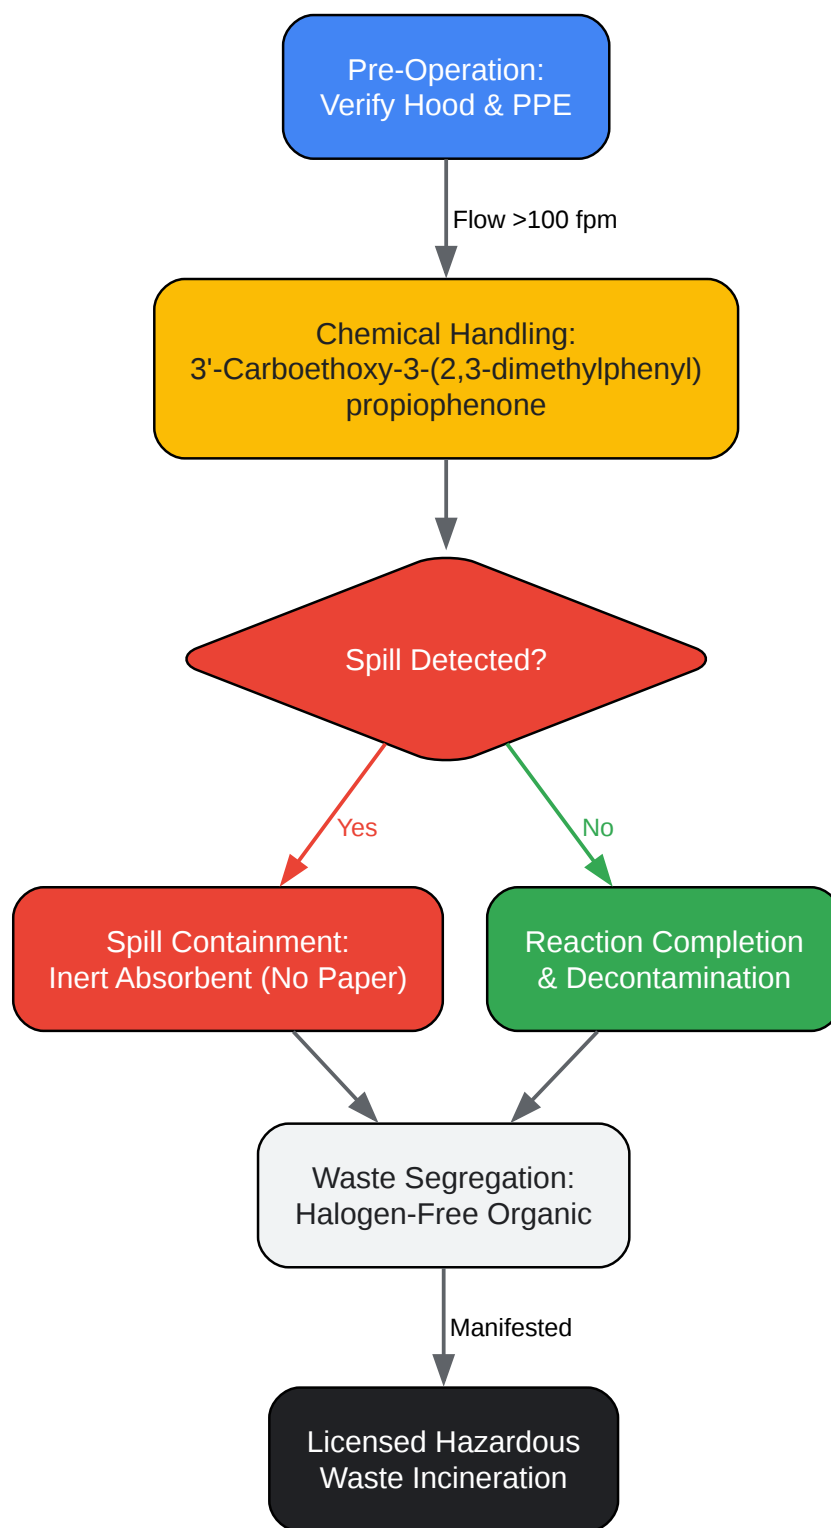 Pre-Operation:
Verify Hood & PPE
Flow >100 fpm
Chemical Handling:
3'-Carboethoxy-3-(2,3-dimethylphenyl)
propiophenone
Spill Detected?
Yes
No
Spill Containment:
Inert Absorbent (No Paper)
Reaction Completion
& Decontamination
Waste Segregation:
Halogen-Free Organic
Manifested
Licensed Hazardous
Waste Incineration